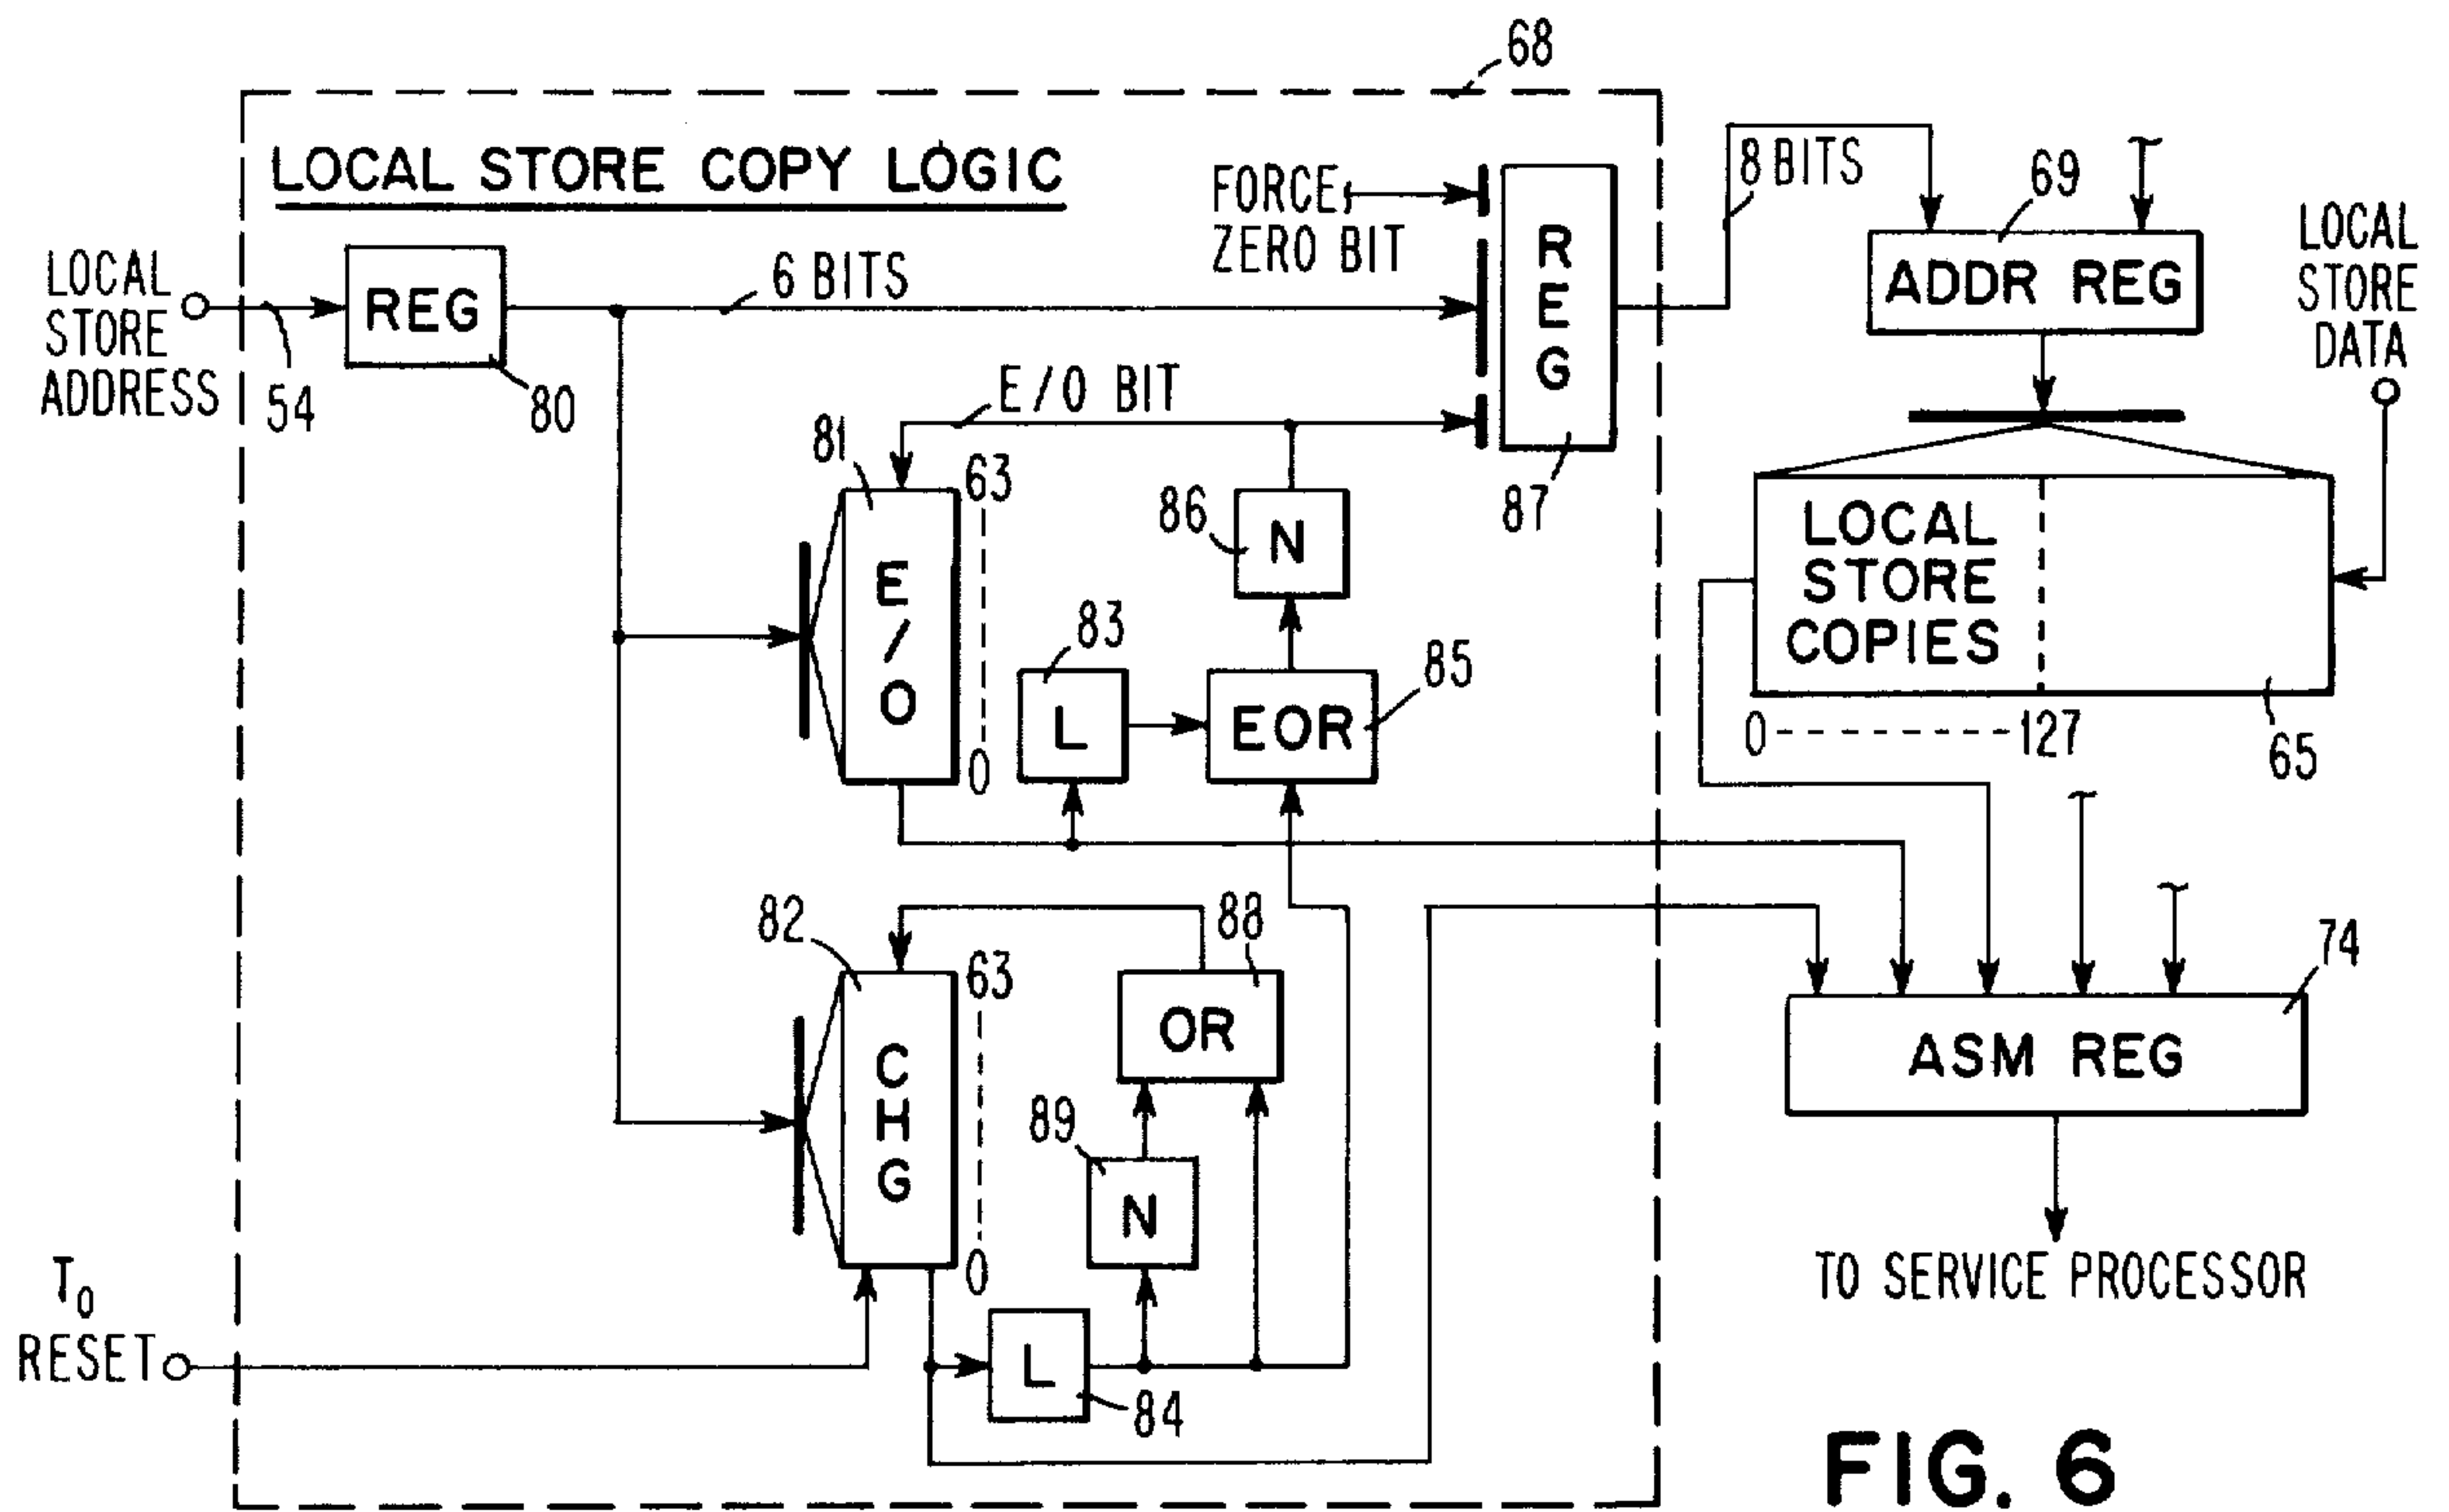 68
LOCAL STORE COPY LOGIC
FORCE
ZERO BIT
8 BITS
69
LOCAL
STORE
DATA
LOCAL
STORE
ADDRESS
54
REG
80
6 BITS
R
E
G
87
ADDR REG
E/O BIT
81
63
E
/
O
0
86
N
83
L
EOR
85
LOCAL
STORE
COPIES
0
127
65
82
63
C
H
G
0
88
OR
89
N
74
ASM REG
T0
RESET
L
84
TO SERVICE PROCESSOR
FIG. 6